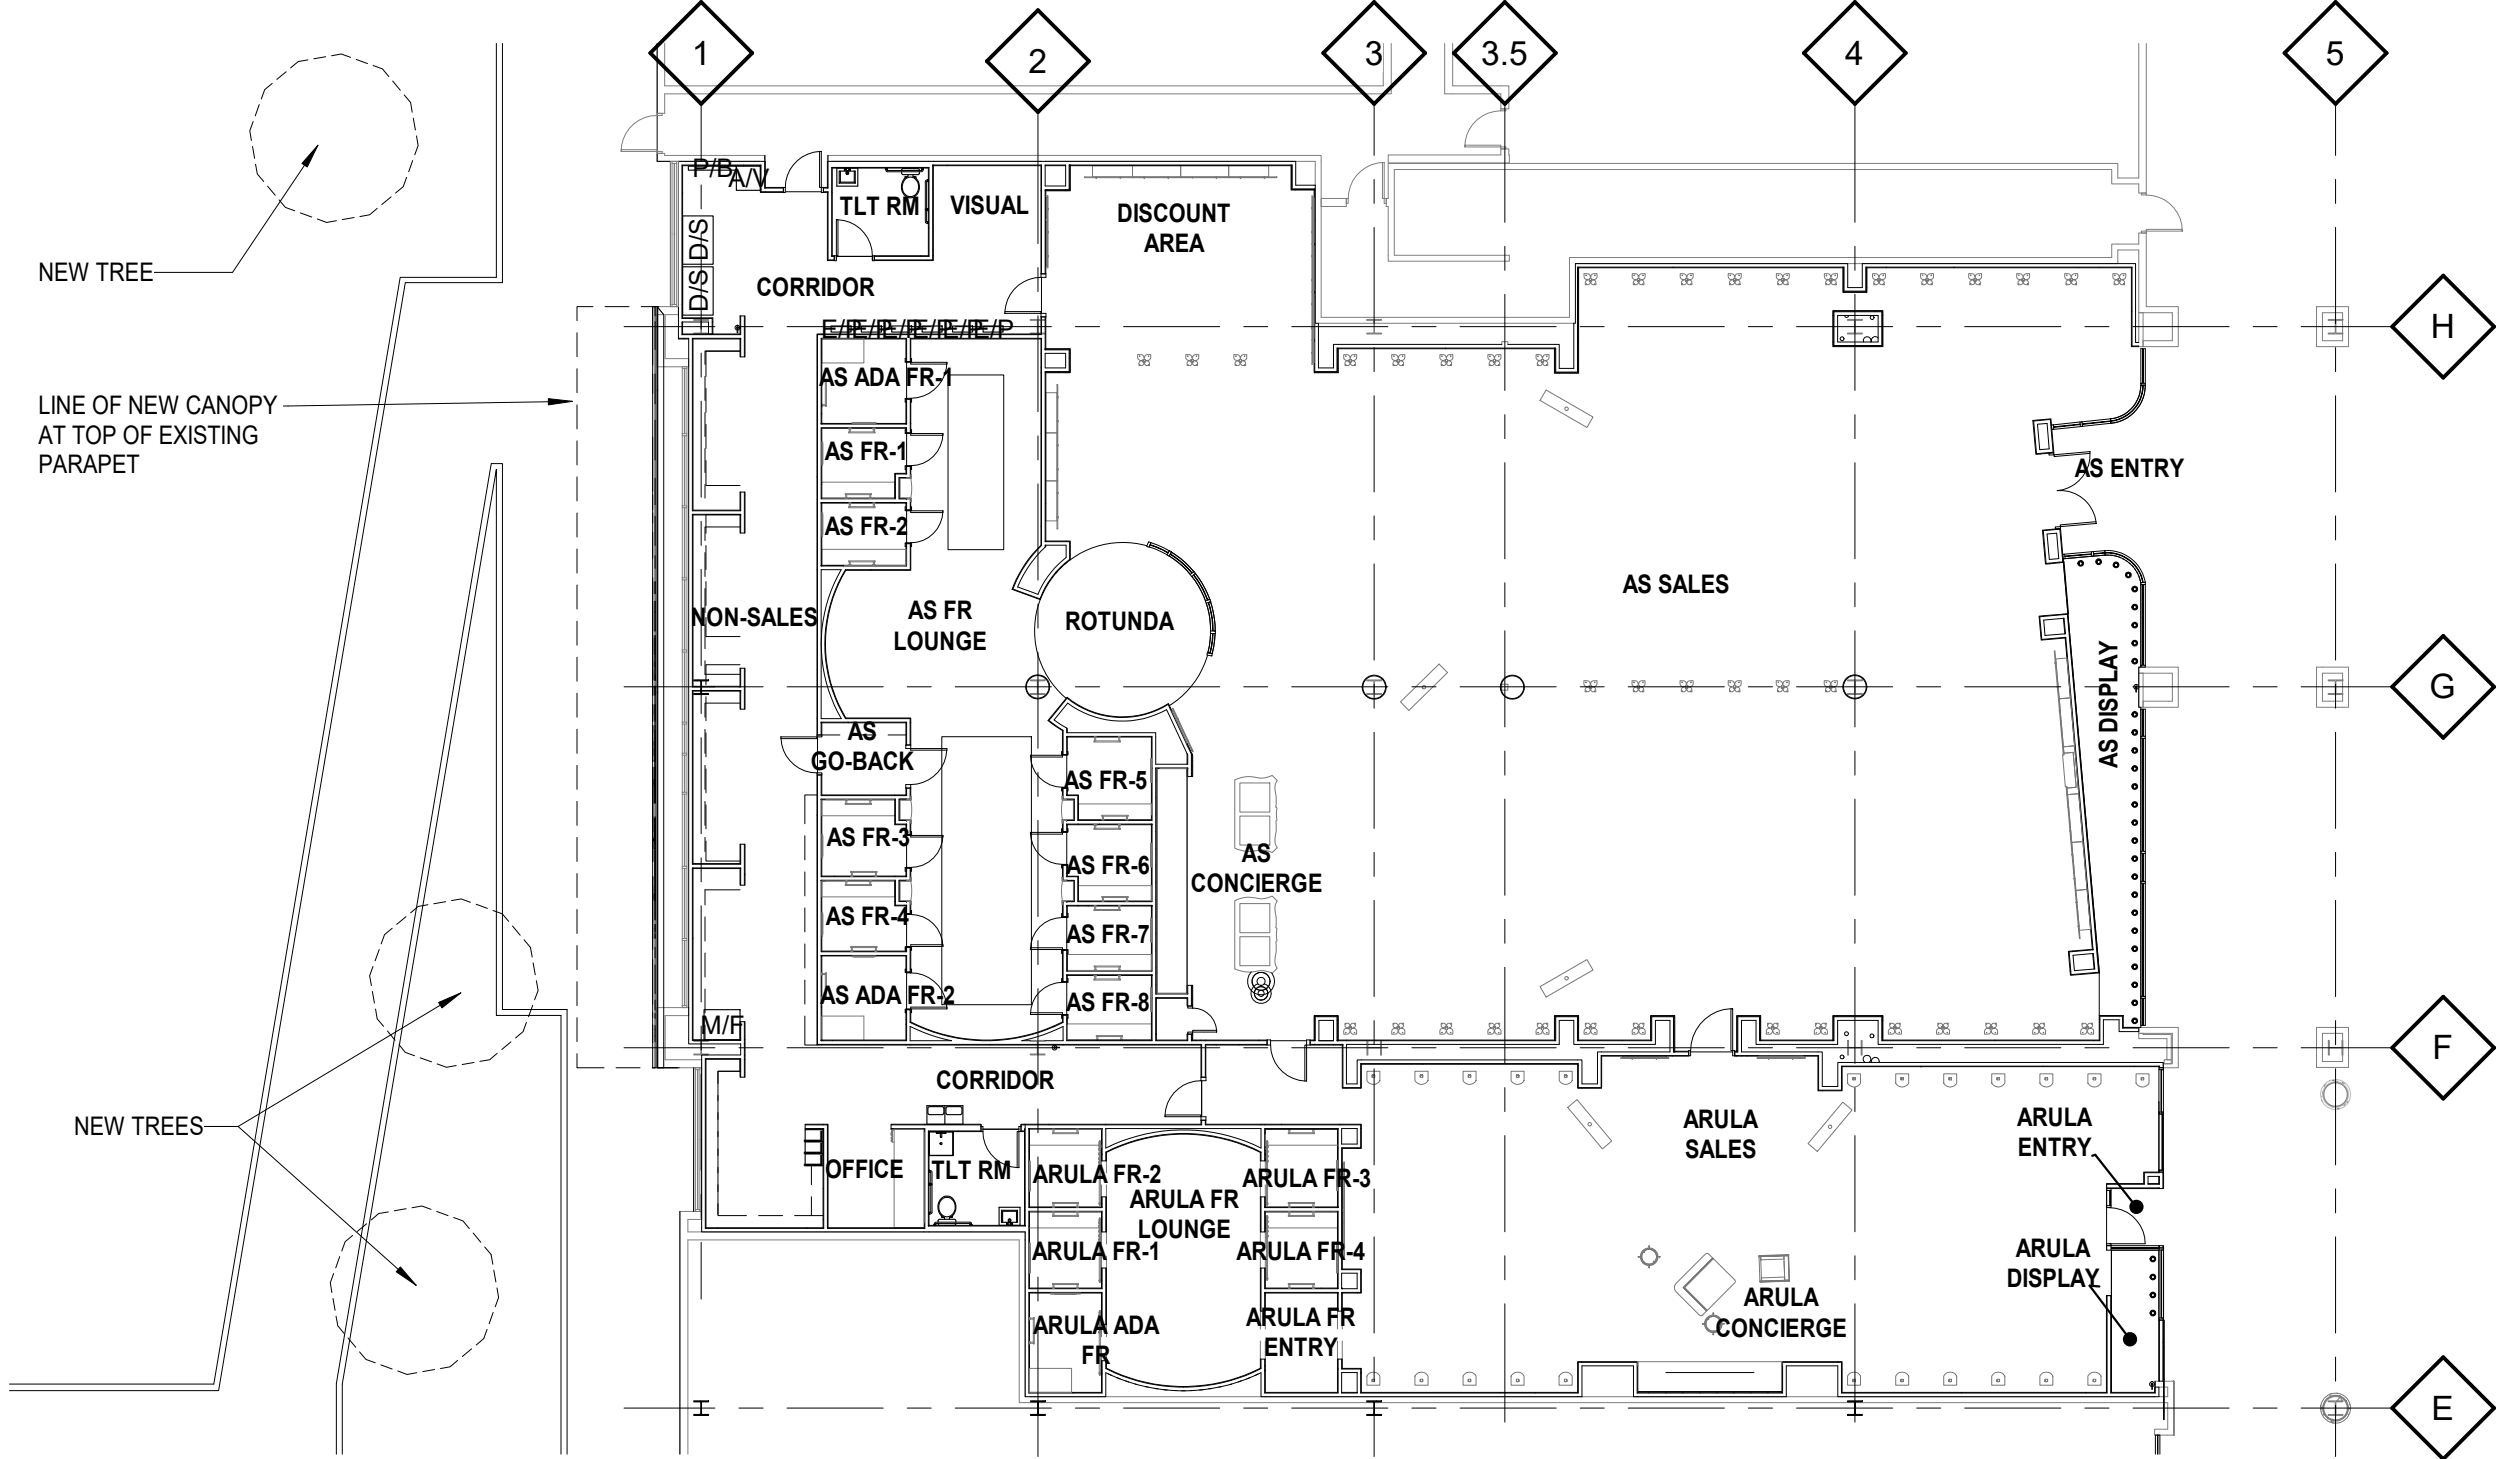 1
2
3
3.5
4
5
P/B
A/V
TLT RM
VISUAL
DISCOUNT
AREA
D/S
D/S
NEW TREE
CORRIDOR
E/P
E/P
E/P
E/P
E/P
E/P
H
AS ADA FR-1
LINE OF NEW CANOPY
AT TOP OF EXISTING
PARAPET
AS FR-1
AS ENTRY
AS FR-2
AS SALES
NON-SALES
AS FR
LOUNGE
ROTUNDA
G
AS DISPLAY
AS
GO-BACK
AS FR-5
AS FR-3
AS FR-6
AS
CONCIERGE
AS FR-4
AS FR-7
AS ADA FR-2
AS FR-8
M/F
F
CORRIDOR
NEW TREES
ARULA
SALES
ARULA
ENTRY
OFFICE
TLT RM
ARULA FR-2
ARULA FR
LOUNGE
ARULA FR-3
ARULA FR-1
ARULA FR-4
ARULA
DISPLAY
ARULA ADA
FR
ARULA FR
ENTRY
ARULA
CONCIERGE
E